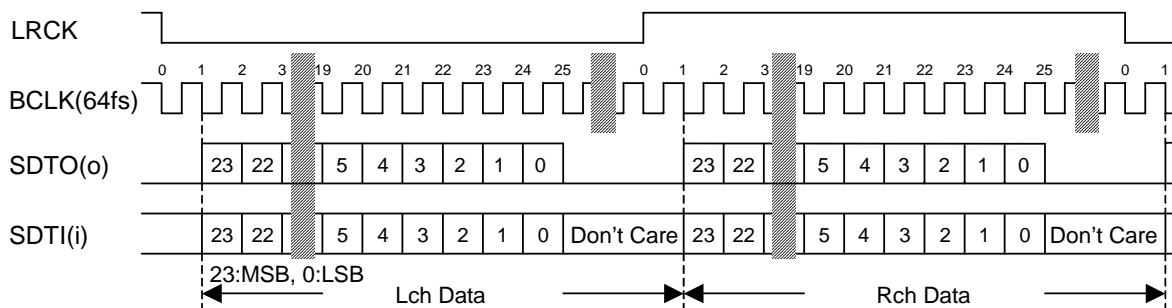 LRCK
0 1 2 3 19 20 21 22 23 24 25 0 1 2 3 19 20 21 22 23 24 25 0 1
BCLK(64fs)
SDTO(o) 23 22 5 4 3 2 1 0 23 22 5 4 3 2 1 0
SDTI(i) 23 22 5 4 3 2 1 0 Don't Care 23 22 5 4 3 2 1 0 Don't Care
23:MSB, 0:LSB
Lch Data Rch Data